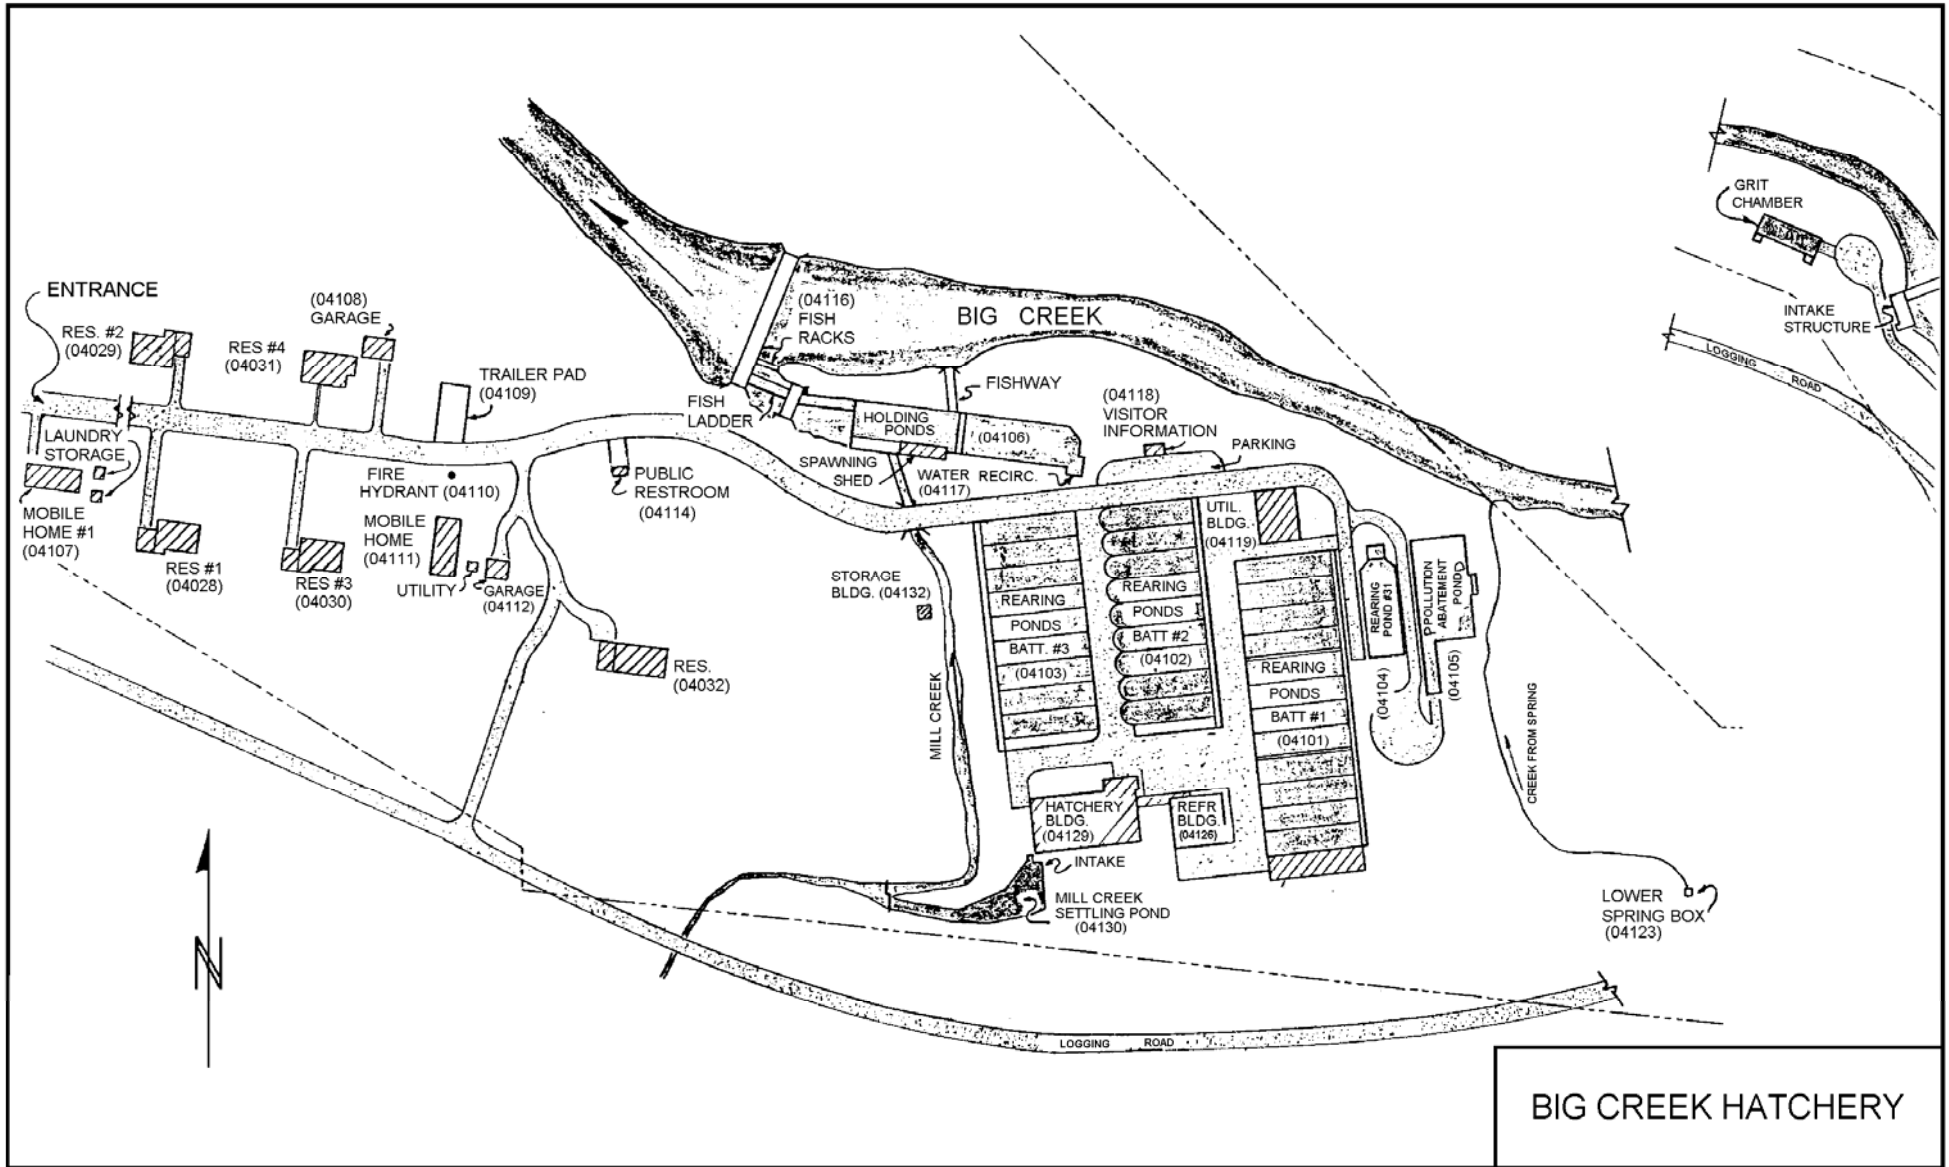 ENTRANCE
RES. #2
(04029)
RES #4
(04031)
(04108)
GARAGE
TRAILER PAD
(04109)
LAUNDRY
STORAGE
MOBILE
HOME #1
(04107)
RES #1
(04028)
RES #3
(04030)
FIRE
HYDRANT (04110)
MOBILE
HOME
(04111)
UTILITY
GARAGE
(04112)
PUBLIC
RESTROOM
(04114)
RES.
(04032)
(04116)
FISH
RACKS
BIG CREEK
FISH
LADDER
FISHWAY
HOLDING
PONDS
(04106)
SPAWNING
SHED
WATER RECIRC.
(04117)
(04118)
VISITOR
INFORMATION
PARKING
UTIL.
BLDG.
(04119)
STORAGE
BLDG. (04132)
MILL CREEK
REARING
PONDS
BATT. #3
(04103)
REARING
PONDS
BATT #2
(04102)
REARING
PONDS
BATT #1
(04101)
REARING
POND #31
(04104)
POLLUTION
ABATEMENT
POND
(04105)
HATCHERY
BLDG.
(04129)
REFR
BLDG.
(04126)
INTAKE
MILL CREEK
SETTLING POND
(04130)
CREEK FROM SPRING
LOWER
SPRING BOX
(04123)
GRIT
CHAMBER
INTAKE
STRUCTURE
LOGGING ROAD
LOGGING ROAD
N
BIG CREEK HATCHERY